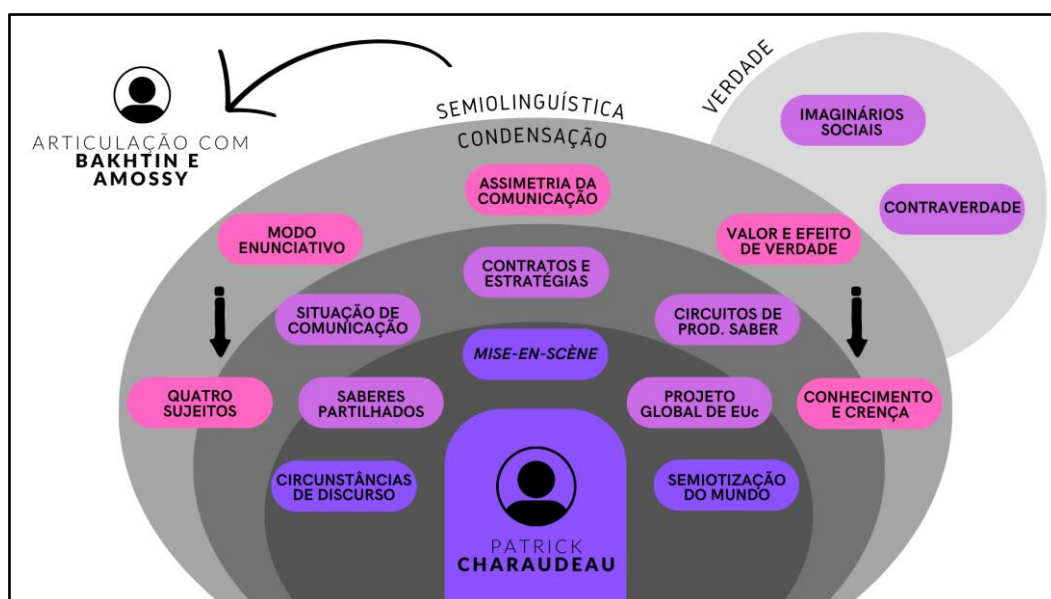 ARTICULAÇÃO COM
BAKHTIN E
AMOSSY
SEMIOLINGUÍSTICA
CONDENSAÇÃO
VERDADE
IMAGINÁRIOS
SOCIAIS
CONTRAVERDADE
ASSIMETRIA DA
COMUNICAÇÃO
MODO
ENUNCIATIVO
VALOR E EFEITO
DE VERDADE
CONTRATOS E
ESTRATÉGIAS
SITUAÇÃO DE
COMUNICAÇÃO
CIRCUITOS DE
PROD. SABER
MISE-EN-SCÈNE
QUATRO
SUJEITOS
SABERES
PARTILHADOS
PROJETO
GLOBAL DE EUc
CONHECIMENTO
E CRENÇA
CIRCUNSTÂNCIAS
DE DISCURSO
SEMIOTIZAÇÃO
DO MUNDO
PATRICK
CHARAUDEAU